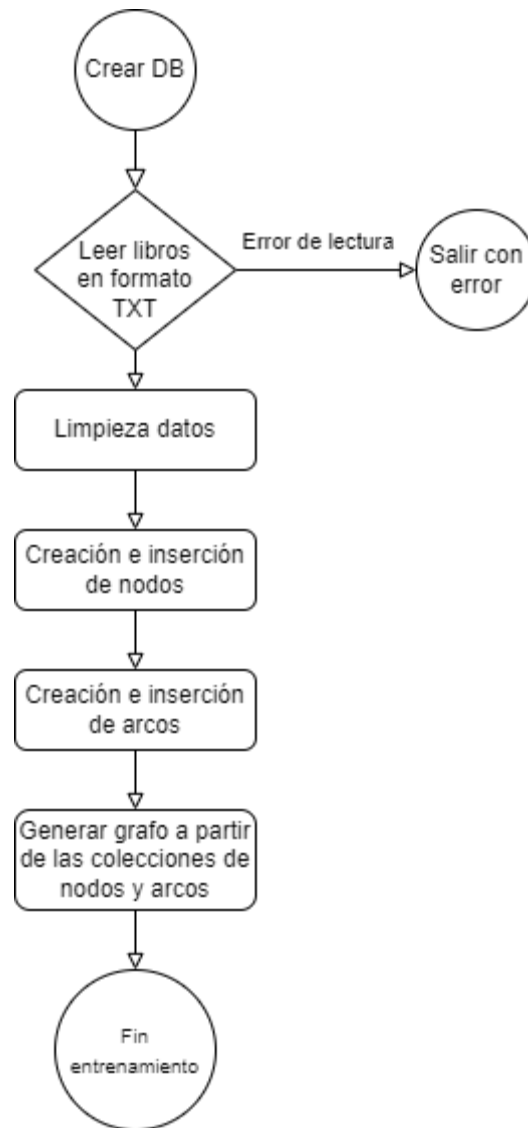 Crear DB
Leer libros
en formato
TXT
Error de lectura
Salir con
error
Limpieza datos
Creación e inserción
de nodos
Creación e inserción
de arcos
Generar grafo a partir
de las colecciones de
nodos y arcos
Fin
entrenamiento